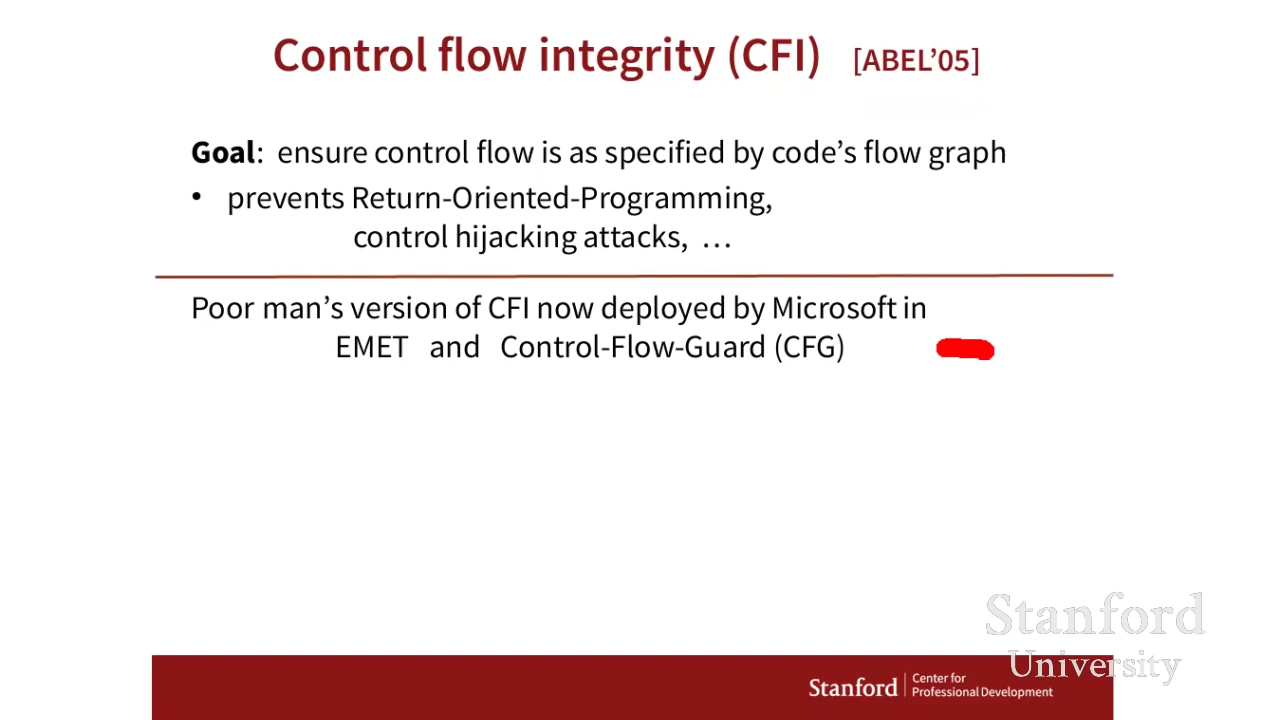 Control flow integrity (CFI) [ABEL’05]
Goal: ensure control flow is as specified by code’s flow graph
• prevents Return-Oriented-Programming,
control hijacking attacks, …
Poor man’s version of CFI now deployed by Microsoft in
EMET and Control-Flow-Guard (CFG)
Stanford
University
Stanford Center for
Professional Development